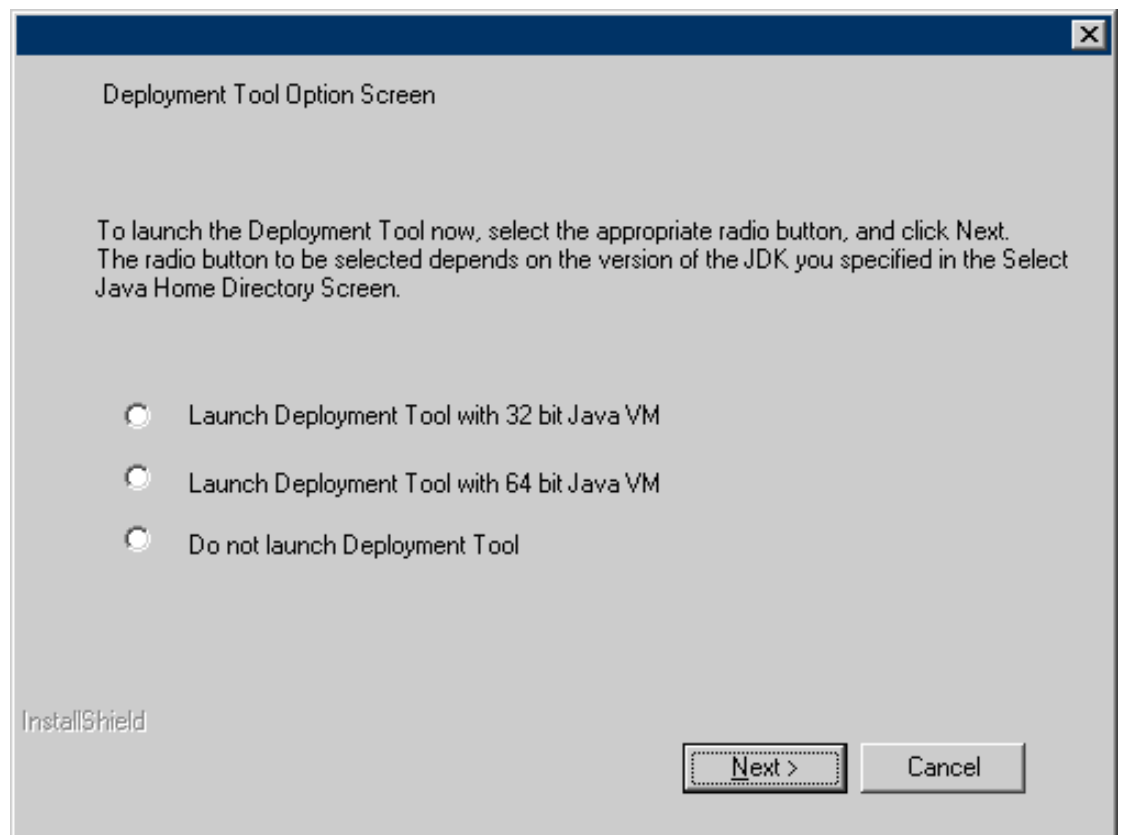 Deployment Tool Option Screen
To launch the Deployment Tool now, select the appropriate radio button, and click Next.
The radio button to be selected depends on the version of the JDK you specified in the Select
Java Home Directory Screen.
Launch Deployment Tool with 32 bit Java VM
Launch Deployment Tool with 64 bit Java VM
Do not launch Deployment Tool
InstallShield
Next > Cancel